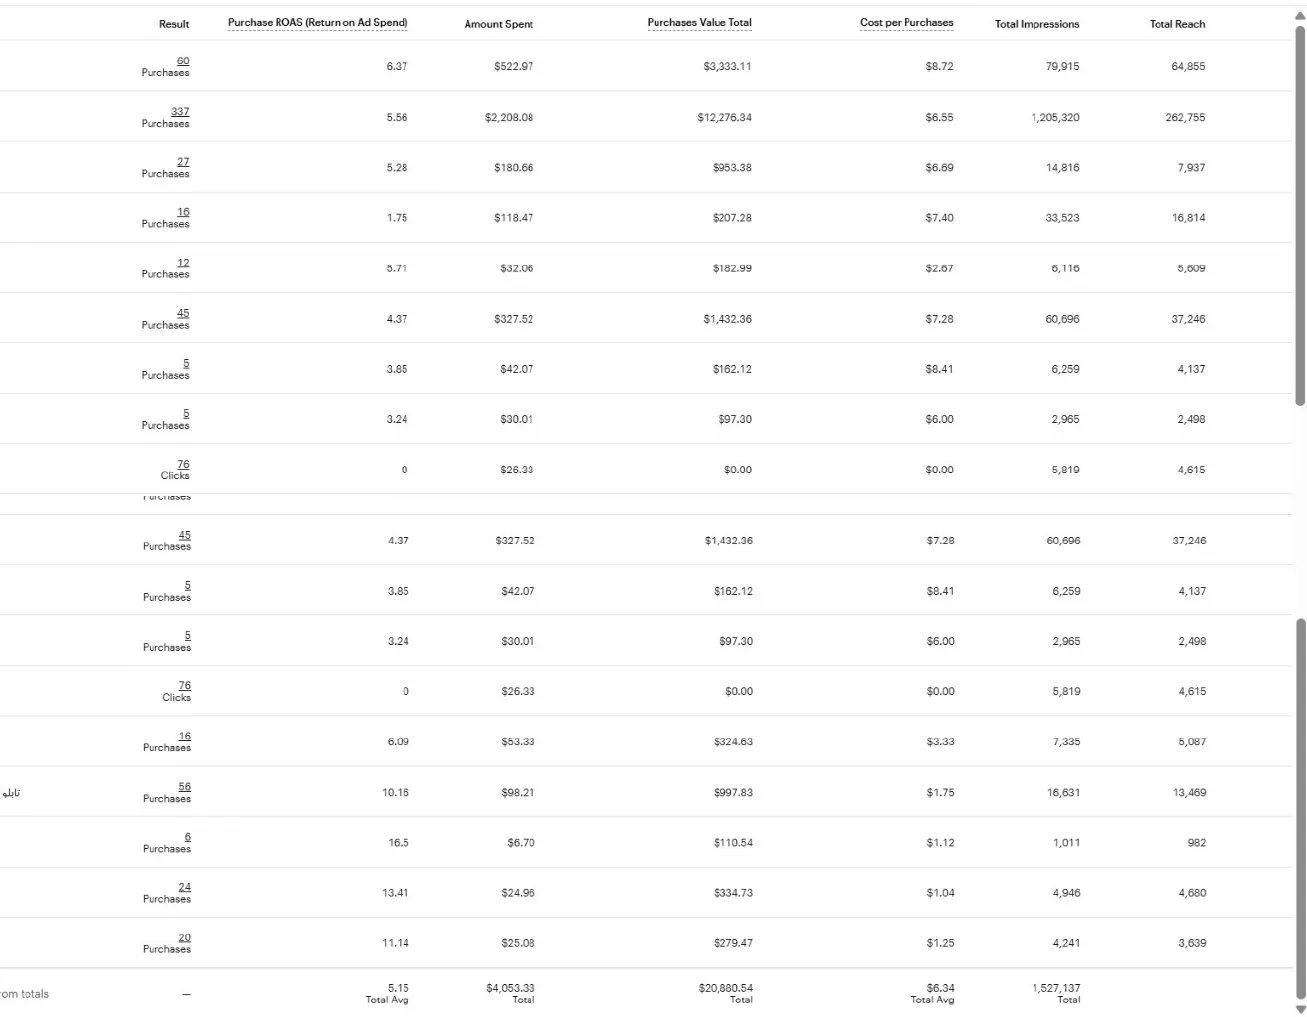 Result Purchase ROAS (Return on Ad Spend) Amount Spent Purchases Value Total Cost per Purchases Total Impressions Total Reach
60
Purchases 6.37 $522.97 $3,333.11 $8.72 79,915 64,855
337
Purchases 5.56 $2,208.08 $12,276.34 $6.55 1,205,320 262,755
27
Purchases 5.28 $180.66 $953.38 $6.69 14,816 7,937
16
Purchases 1.75 $118.47 $207.28 $7.40 33,523 16,814
12
Purchases 5.71 $32.06 $182.99 $2.67 6,116 5,609
45
Purchases 4.37 $327.52 $1,432.36 $7.28 60,696 37,246
5
Purchases 3.85 $42.07 $162.12 $8.41 6,259 4,137
5
Purchases 3.24 $30.01 $97.30 $6.00 2,965 2,498
76
Clicks 0 $26.33 $0.00 $0.00 5,819 4,615
Purchases
45
Purchases 4.37 $327.52 $1,432.36 $7.28 60,696 37,246
5
Purchases 3.85 $42.07 $162.12 $8.41 6,259 4,137
5
Purchases 3.24 $30.01 $97.30 $6.00 2,965 2,498
76
Clicks 0 $26.33 $0.00 $0.00 5,819 4,615
16
Purchases 6.09 $53.33 $324.63 $3.33 7,335 5,087
56
تابلو Purchases 10.16 $98.21 $997.83 $1.75 16,631 13,469
6
Purchases 16.5 $6.70 $110.54 $1.12 1,011 982
24
Purchases 13.41 $24.96 $334.73 $1.04 4,946 4,680
20
Purchases 11.14 $25.08 $279.47 $1.25 4,241 3,639
rom totals — 5.15 $4,053.33 $20,880.54 $6.34 1,527,137
Total Avg Total Total Total Avg Total